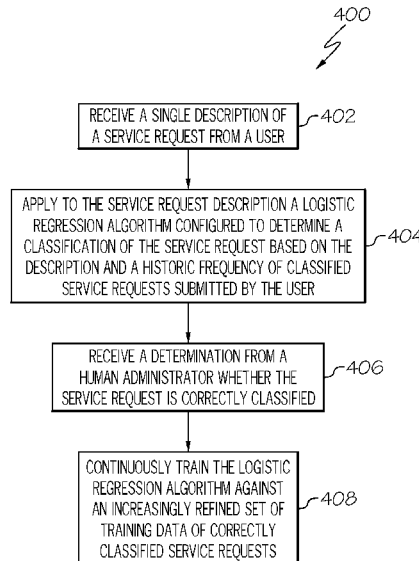 400
RECEIVE A SINGLE DESCRIPTION OF
A SERVICE REQUEST FROM A USER
402
APPLY TO THE SERVICE REQUEST DESCRIPTION A LOGISTIC
REGRESSION ALGORITHM CONFIGURED TO DETERMINE A
CLASSIFICATION OF THE SERVICE REQUEST BASED ON THE
DESCRIPTION AND A HISTORIC FREQUENCY OF CLASSIFIED
SERVICE REQUESTS SUBMITTED BY THE USER
404
RECEIVE A DETERMINATION FROM A
HUMAN ADMINISTRATOR WHETHER THE
SERVICE REQUEST IS CORRECTLY CLASSIFIED
406
CONTINUOUSLY TRAIN THE LOGISTIC
REGRESSION ALGORITHM AGAINST
AN INCREASINGLY REFINED SET OF
TRAINING DATA OF CORRECTLY
CLASSIFIED SERVICE REQUESTS
408